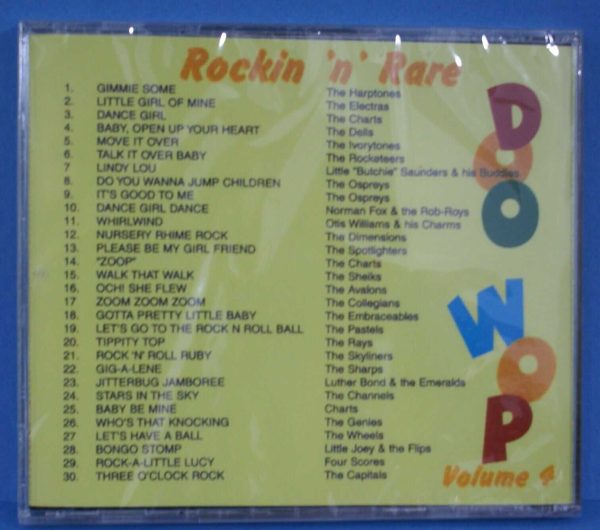 Rockin 'n' Rare
1. GIMMIE SOME The Harptones
2. LITTLE GIRL OF MINE The Electras
3. DANCE GIRL The Charts
4. BABY, OPEN UP YOUR HEART The Dells
5. MOVE IT OVER The Ivorytones
6. TALK IT OVER BABY The Rocketeers
7. LINDY LOU Little "Butchie" Saunders & his Buddies
8. DO YOU WANNA JUMP CHILDREN The Ospreys
9. IT'S GOOD TO ME The Ospreys
10. DANCE GIRL DANCE Norman Fox & the Rob-Roys
11. WHIRLWIND Otis Williams & his Charms
12. NURSERY RHIME ROCK The Dimensions
13. PLEASE BE MY GIRL FRIEND The Spotlighters
14. "ZOOP" The Charts
15. WALK THAT WALK The Sheiks
16. OCH! SHE FLEW The Avalons
17 ZOOM ZOOM ZOOM The Collegians
18. GOTTA PRETTY LITTLE BABY The Embraceables
19. LET'S GO TO THE ROCK N ROLL BALL The Pastels
20. TIPPITY TOP The Rays
21. ROCK 'N' ROLL RUBY The Skyliners
22. GIG-A-LENE The Sharps
23. JITTERBUG JAMBOREE Luther Bond & the Emeralds
24. STARS IN THE SKY The Channels
25. BABY BE MINE Charts
26. WHO'S THAT KNOCKING The Genies
27 LET'S HAVE A BALL The Wheels
28. BONGO STOMP Little Joey & the Flips
29. ROCK-A-LITTLE LUCY Four Scores
30. THREE O'CLOCK ROCK The Capitals
DOO
WOP
Volume 4